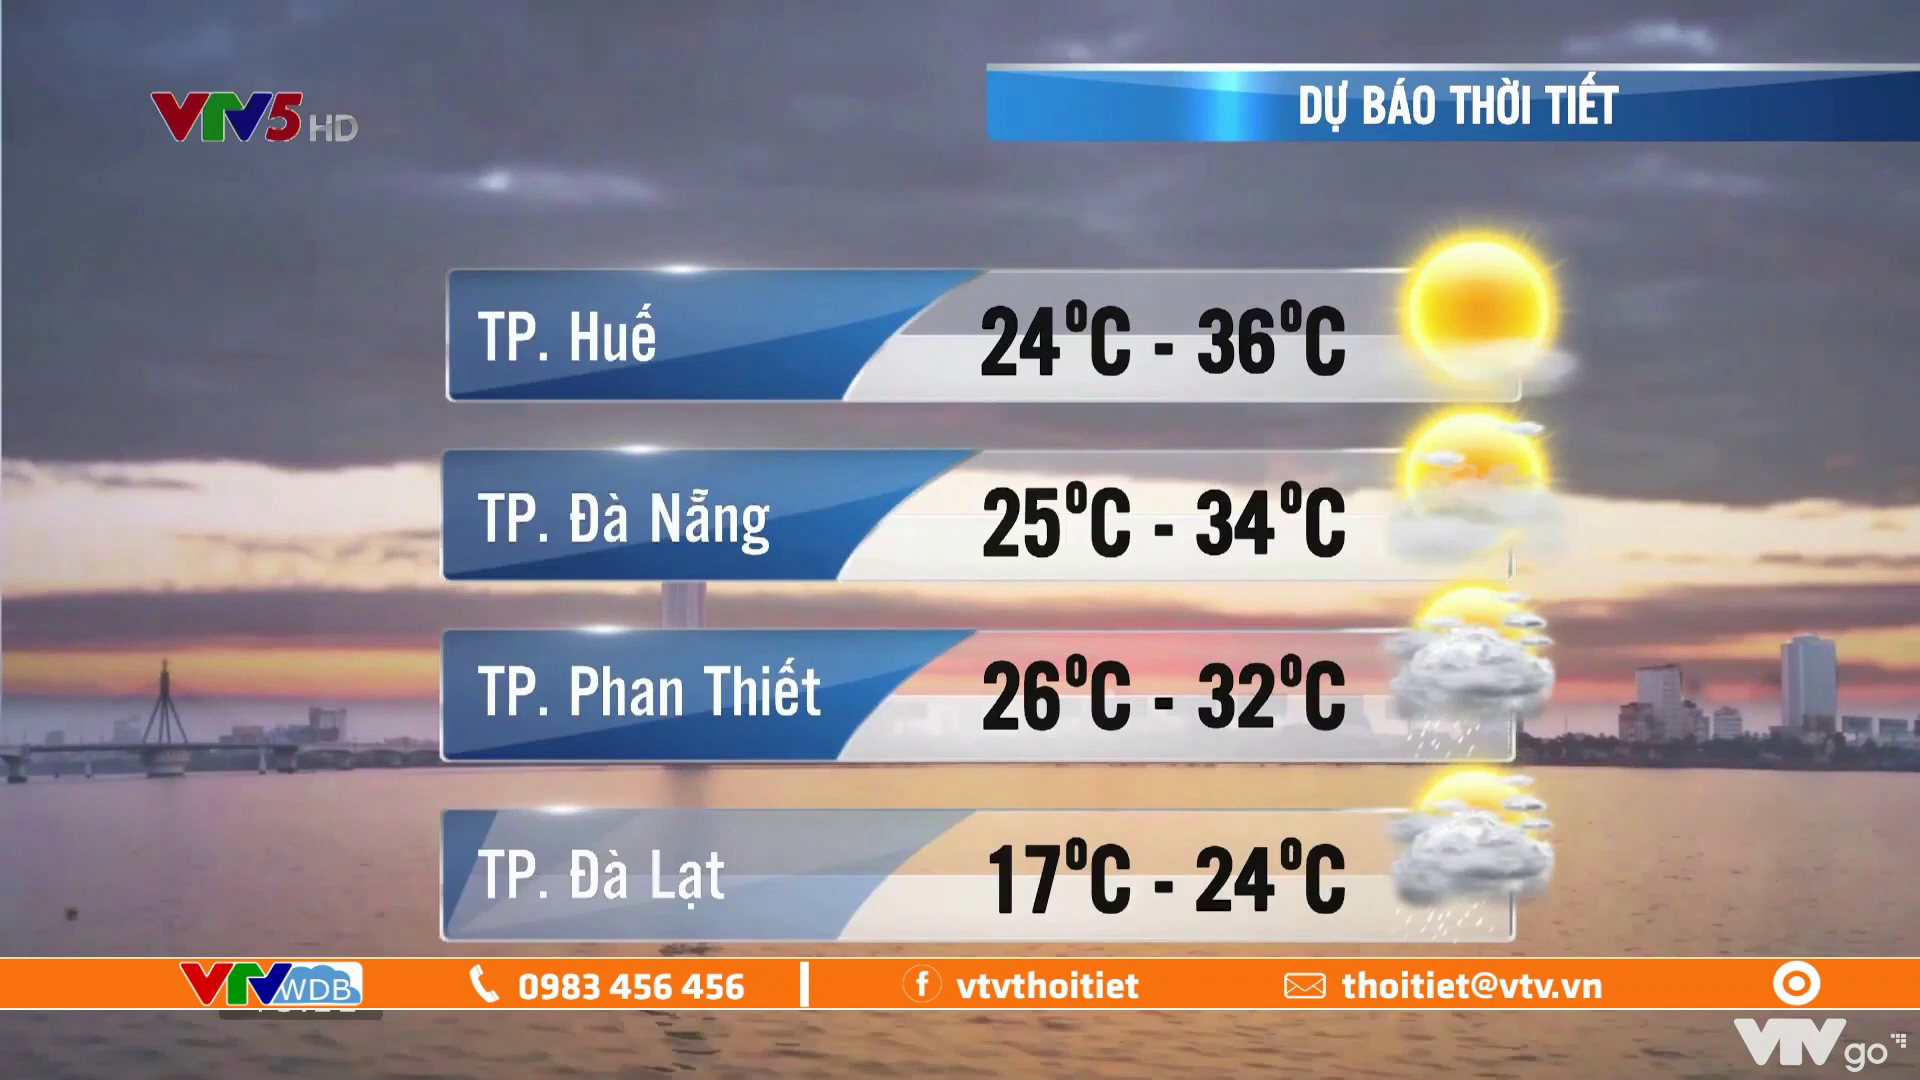 VTV5 HD
DỰ BÁO THỜI TIẾT
TP. Huế 24°C - 36°C
TP. Đà Nẵng 25°C - 34°C
TP. Phan Thiết 26°C - 32°C
TP. Đà Lạt 17°C - 24°C
VTV WDB 0983 456 456 vtvthoitiet thoitiet@vtv.vn
VTV go